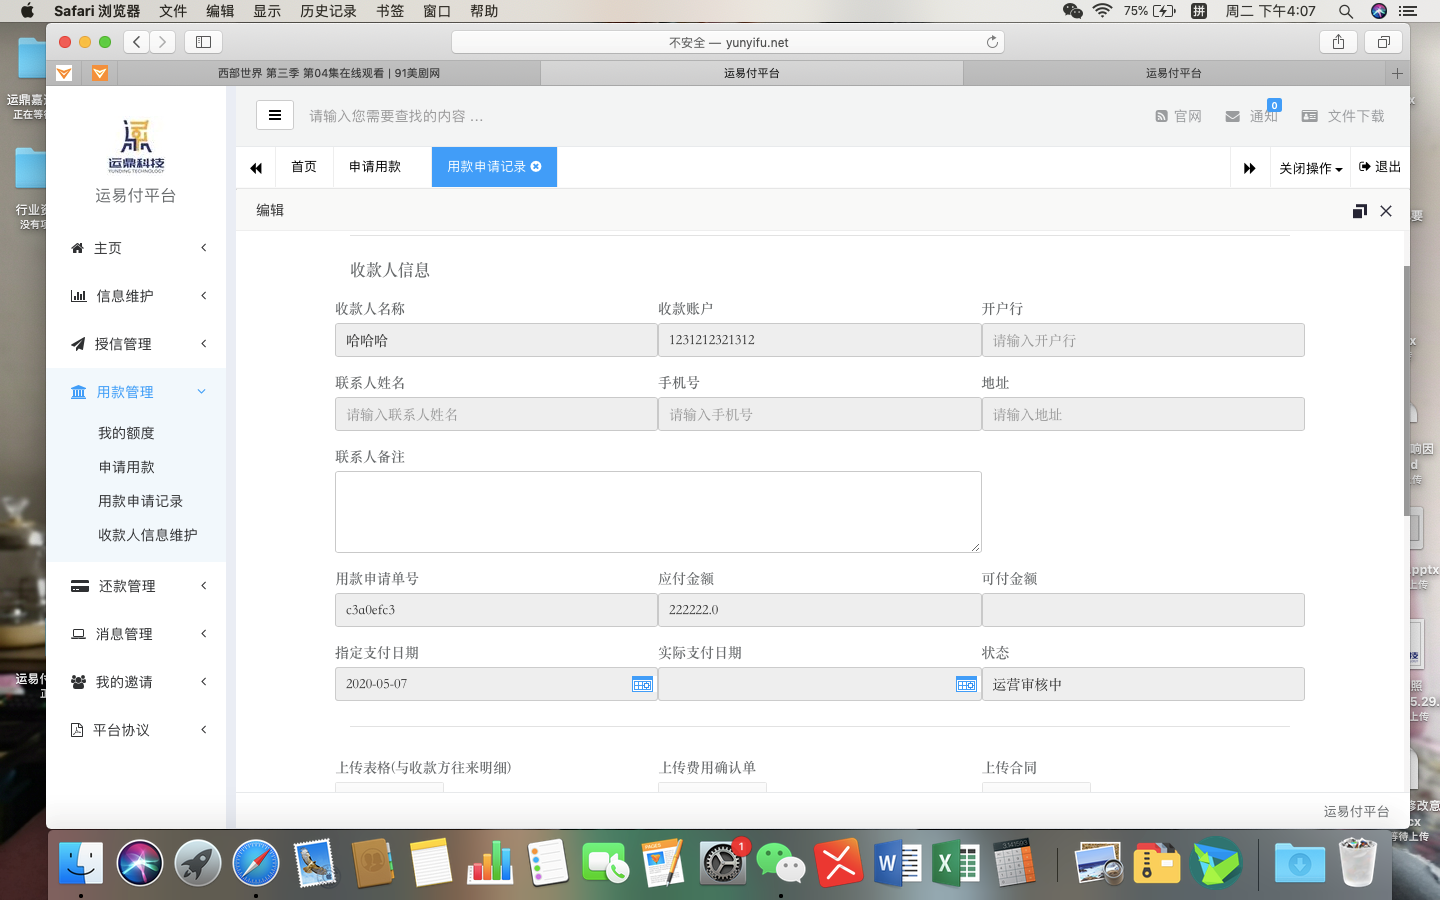 Safari 浏览器 文件 编辑 显示 历史记录 书签 窗口 帮助 75% 拼 周二 下午4:07
不安全 — yunyifu.net
西部世界 第三季 第04集在线观看 | 91美剧网 运易付平台 运易付平台
运鼎科技
YUNDING TECHNOLOGY
运易付平台
主页
信息维护
授信管理
用款管理
我的额度
申请用款
用款申请记录
收款人信息维护
还款管理
消息管理
我的邀请
平台协议
请输入您需要查找的内容 ...
官网 通知 0 文件下载
首页 申请用款 用款申请记录 关闭操作 退出
编辑
收款人信息
收款人名称 收款账户 开户行
哈哈哈 1231212321312 请输入开户行
联系人姓名 手机号 地址
请输入联系人姓名 请输入手机号 请输入地址
联系人备注
用款申请单号 应付金额 可付金额
c3a0efc3 222222.0
指定支付日期 实际支付日期 状态
2020-05-07 运营审核中
上传表格(与收款方往来明细) 上传费用确认单 上传合同
运易付平台
运鼎嘉
正在等
行业资
没有项
运易付
正
要
响因
d
传
pptx
上传
照
5.29.
上传
修改意
cx
等待上传
1